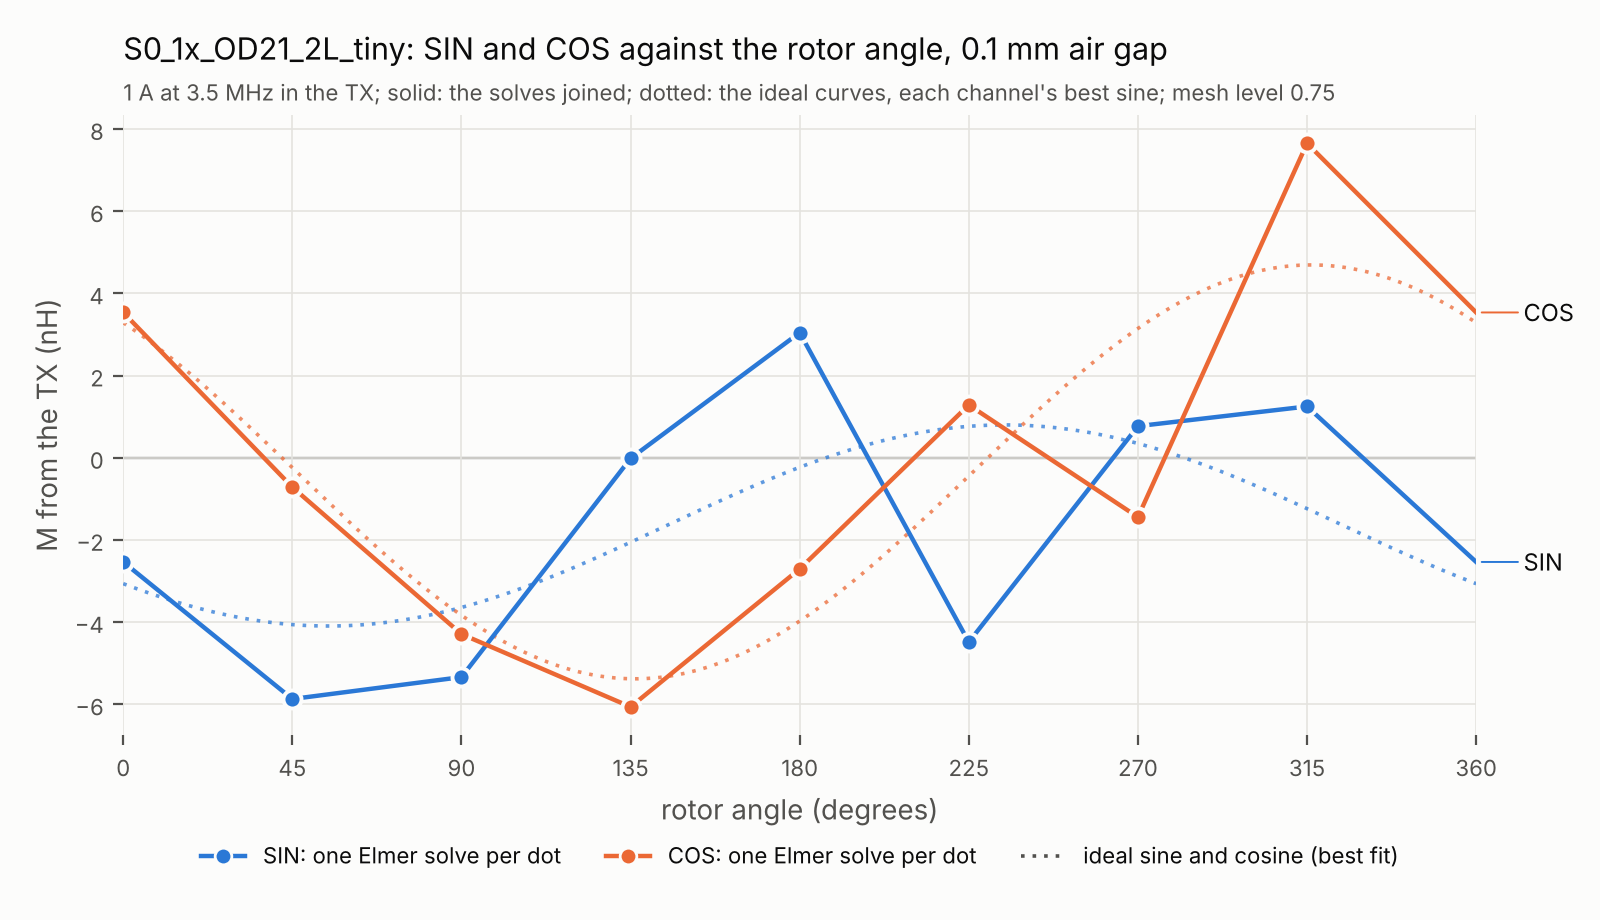 S0_1x_OD21_2L_tiny: SIN and COS against the rotor angle, 0.1 mm air gap
1 A at 3.5 MHz in the TX; solid: the solves joined; dotted: the ideal curves, each channel's best sine; mesh level 0.75
M from the TX (nH)
8
6
4
2
0
−2
−4
−6
COS
SIN
0 45 90 135 180 225 270 315 360
rotor angle (degrees)
SIN: one Elmer solve per dot COS: one Elmer solve per dot ideal sine and cosine (best fit)